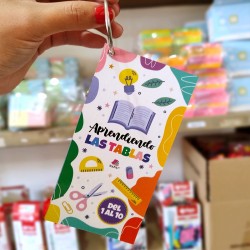 Aprendiendo
LAS TABLAS
DEL
1 AL 10